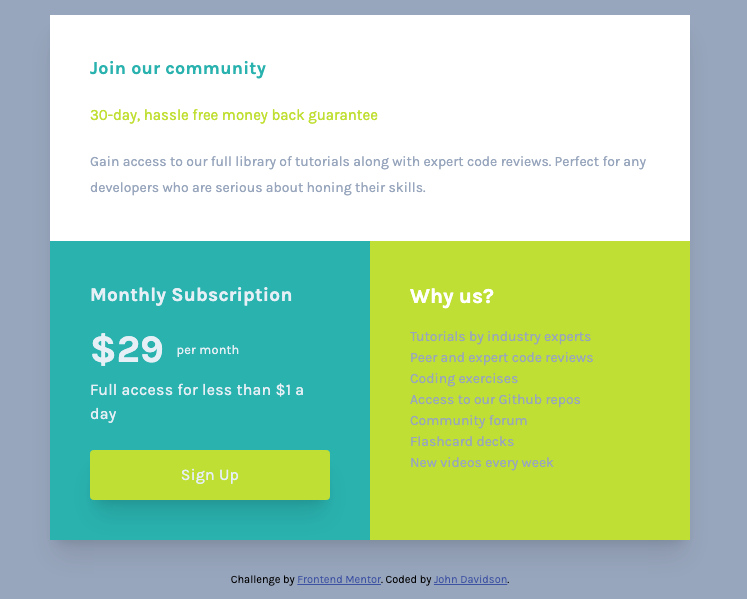 Join our community
30-day, hassle free money back guarantee
Gain access to our full library of tutorials along with expert code reviews. Perfect for any
developers who are serious about honing their skills.
Monthly Subscription
$29 per month
Full access for less than $1 a
day
Sign Up
Why us?
Tutorials by industry experts
Peer and expert code reviews
Coding exercises
Access to our Github repos
Community forum
Flashcard decks
New videos every week
Challenge by Frontend Mentor. Coded by John Davidson.